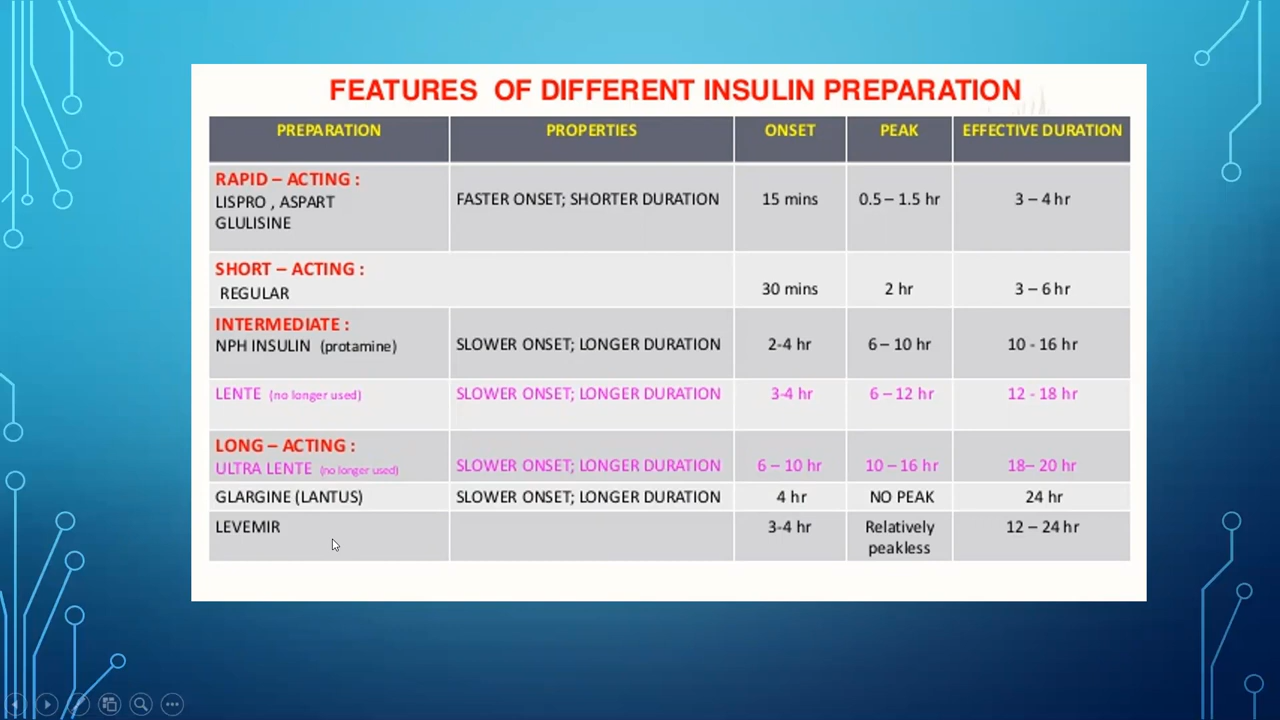 FEATURES OF DIFFERENT INSULIN PREPARATION
PREPARATION PROPERTIES ONSET PEAK EFFECTIVE DURATION
RAPID – ACTING :
LISPRO , ASPART FASTER ONSET; SHORTER DURATION 15 mins 0.5 – 1.5 hr 3 – 4 hr
GLULISINE
SHORT – ACTING :
REGULAR 30 mins 2 hr 3 – 6 hr
INTERMEDIATE :
NPH INSULIN (protamine) SLOWER ONSET; LONGER DURATION 2-4 hr 6 – 10 hr 10 - 16 hr
LENTE (no longer used) SLOWER ONSET; LONGER DURATION 3-4 hr 6 – 12 hr 12 - 18 hr
LONG – ACTING :
ULTRA LENTE (no longer used) SLOWER ONSET; LONGER DURATION 6 – 10 hr 10 – 16 hr 18– 20 hr
GLARGINE (LANTUS) SLOWER ONSET; LONGER DURATION 4 hr NO PEAK 24 hr
LEVEMIR 3-4 hr Relatively 12 – 24 hr
peakless